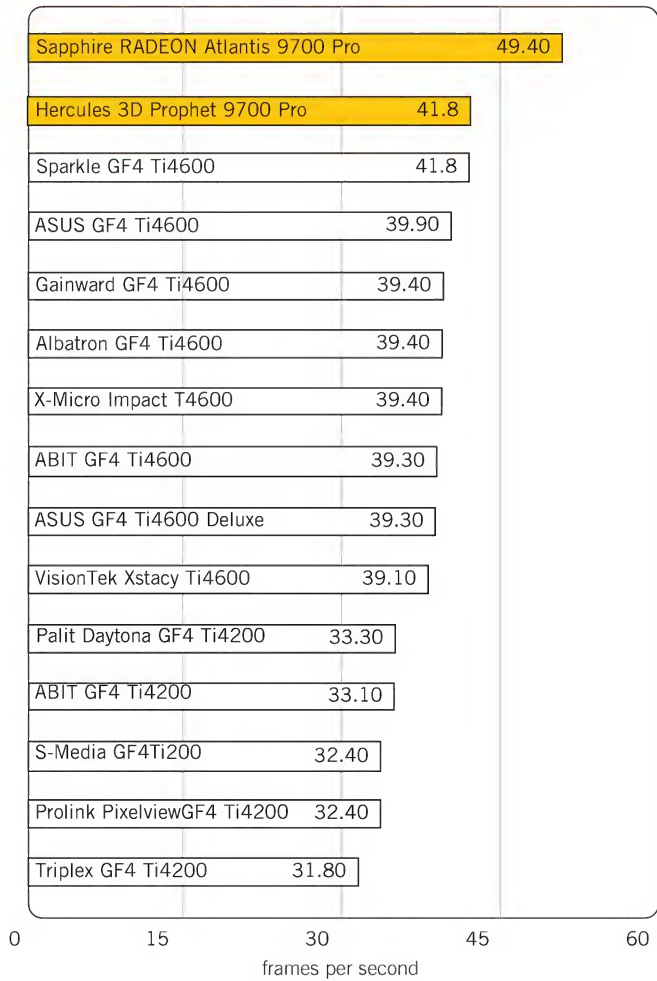 Sapphire RADEON Atlantis 9700 Pro 49.40
Hercules 3D Prophet 9700 Pro 41.8
Sparkle GF4 Ti4600 41.8
ASUS GF4 Ti4600 39.90
Gainward GF4 Ti4600 39.40
Albatron GF4 Ti4600 39.40
X-Micro Impact T4600 39.40
ABIT GF4 Ti4600 39.30
ASUS GF4 Ti4600 Deluxe 39.30
VisionTek Xstacy Ti4600 39.10
Palit Daytona GF4 Ti4200 33.30
ABIT GF4 Ti4200 33.10
S-Media GF4Ti200 32.40
Prolink PixelviewGF4 Ti4200 32.40
Triplex GF4 Ti4200 31.80
0 15 30 45 60
frames per second